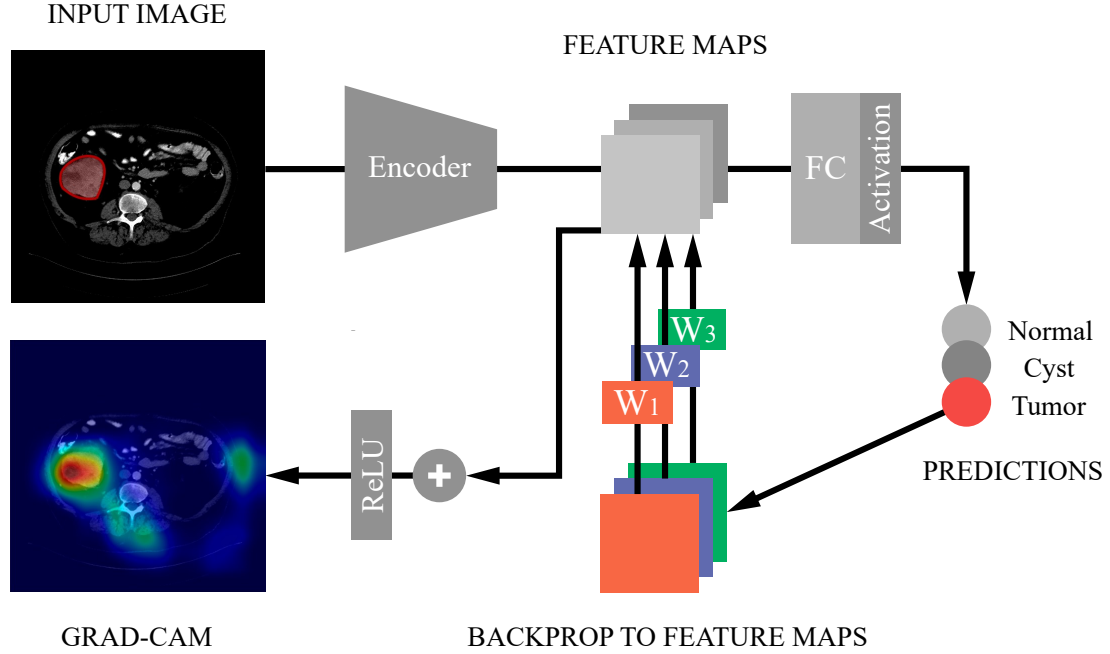 INPUT IMAGE
FEATURE MAPS
Encoder
FC
Activation
W3
W2
W1
Normal
Cyst
Tumor
PREDICTIONS
ReLU
+
GRAD-CAM
BACKPROP TO FEATURE MAPS